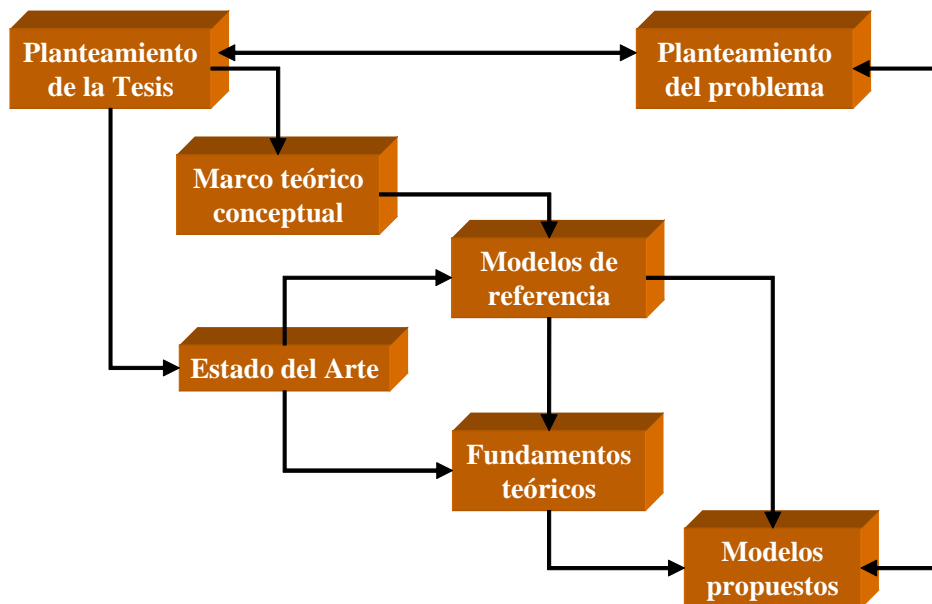 Planteamiento
de la Tesis
Planteamiento
del problema
Marco teórico
conceptual
Modelos de
referencia
Estado del Arte
Fundamentos
teóricos
Modelos
propuestos